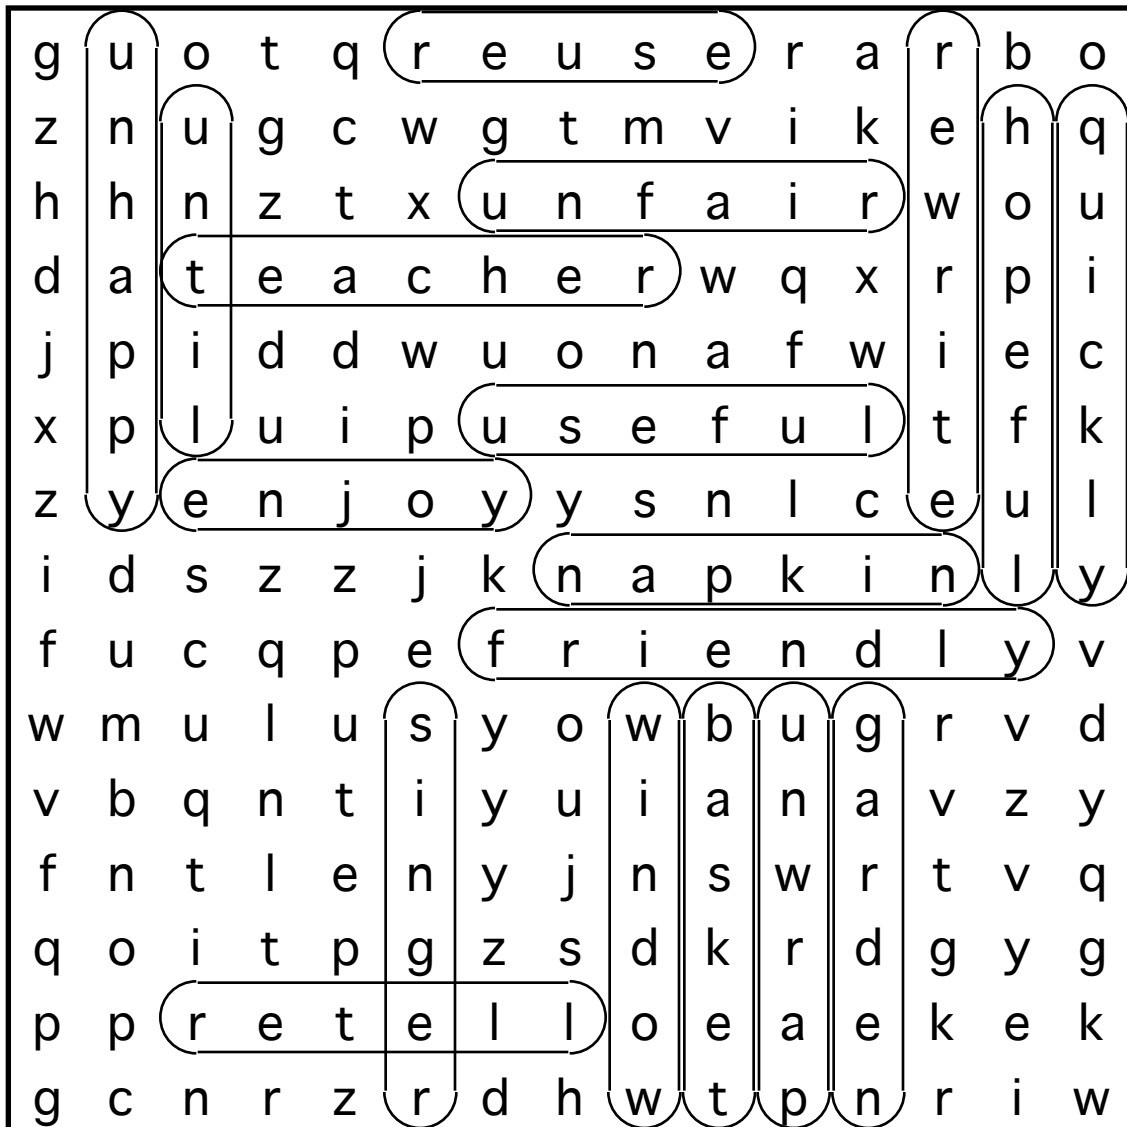 g u o t q r e u s e r a r b o
z n u g c w g t m v i k e h q
h h n z t x u n f a i r w o u
d a t e a c h e r w q x r p i
j p i d d w u o n a f w i e c
x p l u i p u s e f u l t f k
z y e n j o y y s n l c e u l
i d s z z j k n a p k i n l y
f u c q p e f r i e n d l y v
w m u l u s y o w b u g r v d
v b q n t i y u i a n a v z y
f n t l e n y j n s w r t v q
q o i t p g z s d k r d g y g
p p r e t e l l o e a e k e k
g c n r z r d h w t p n r i w